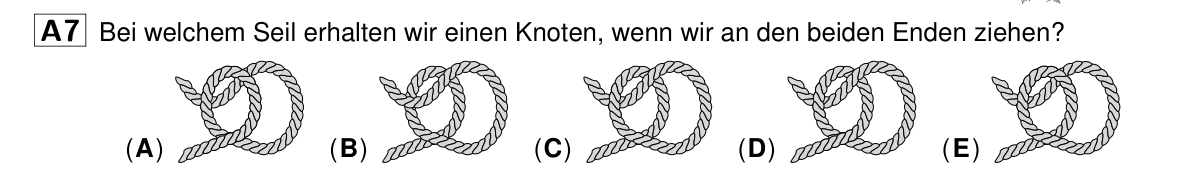 A7 Bei welchem Seil erhalten wir einen Knoten, wenn wir an den beiden Enden ziehen?
(A) (B) (C) (D) (E)